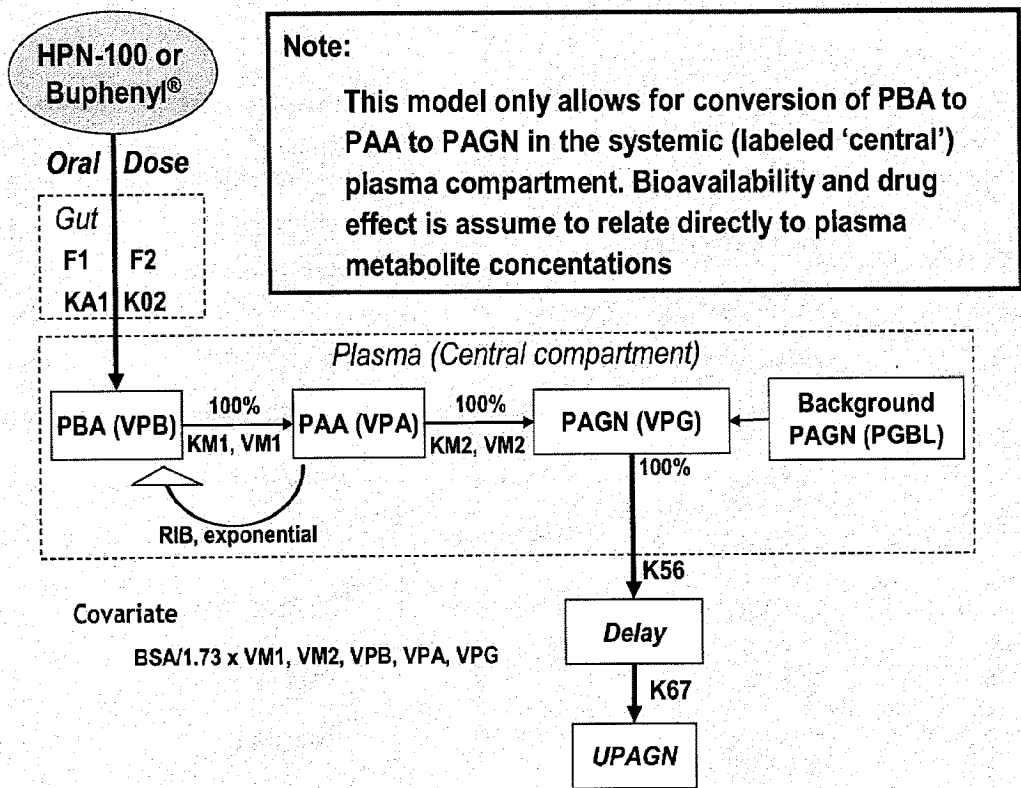 HPN-100 or
Buphenyl®
Note:
This model only allows for conversion of PBA to
PAA to PAGN in the systemic (labeled ‘central’)
plasma compartment. Bioavailability and drug
effect is assume to relate directly to plasma
metabolite concentations
Oral Dose
Gut
F1 F2
KA1 K02
Plasma (Central compartment)
PBA (VPB)
100%
KM1, VM1
PAA (VPA)
100%
KM2, VM2
PAGN (VPG)
Background
PAGN (PGBL)
100%
RIB, exponential
K56
Covariate
BSA/1.73 x VM1, VM2, VPB, VPA, VPG
Delay
K67
UPAGN